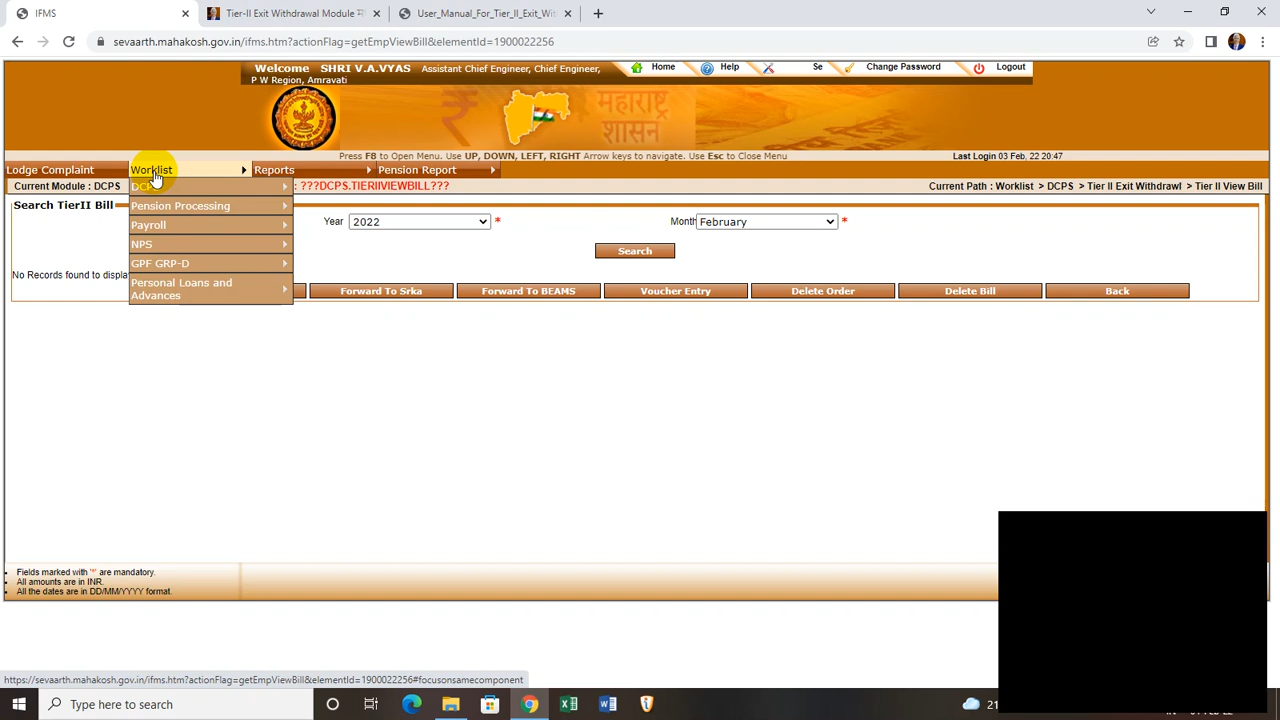 IFMS
Tier-II Exit Withdrawal Module
User_Manual_For_Tier_II_Exit_Wit
sevaarth.mahakosh.gov.in/ifms.htm?actionFlag=getEmpViewBill&elementId=1900022256
Welcome SHRI V.A.VYAS Assistant Chief Engineer, Chief Engineer,
P W Region, Amravati
Home Help Se Change Password Logout
महाराष्ट्र
शासन
Press F8 to Open Menu. Use UP, DOWN, LEFT, RIGHT Arrow keys to navigate. Use Esc to Close Menu
Last Login 03 Feb, 22 20:47
Lodge Complaint Worklist Reports Pension Report
Current Module : DCPS : ???DCPS.TIERIIVIEWBILL??? Current Path : Worklist > DCPS > Tier II Exit Withdrawl > Tier II View Bill
DCPS
Pension Processing
Payroll
NPS
GPF GRP-D
Personal Loans and
Advances
Search TierII Bill
Year 2022 * Month February *
Search
No Records found to displa
Forward To Srka Forward To BEAMS Voucher Entry Delete Order Delete Bill Back
Fields marked with '*' are mandatory.
All amounts are in INR.
All the dates are in DD/MM/YYYY format.
https://sevaarth.mahakosh.gov.in/ifms.htm?actionFlag=getEmpViewBill&elementId=1900022256#focusonsamecomponent
Type here to search
21